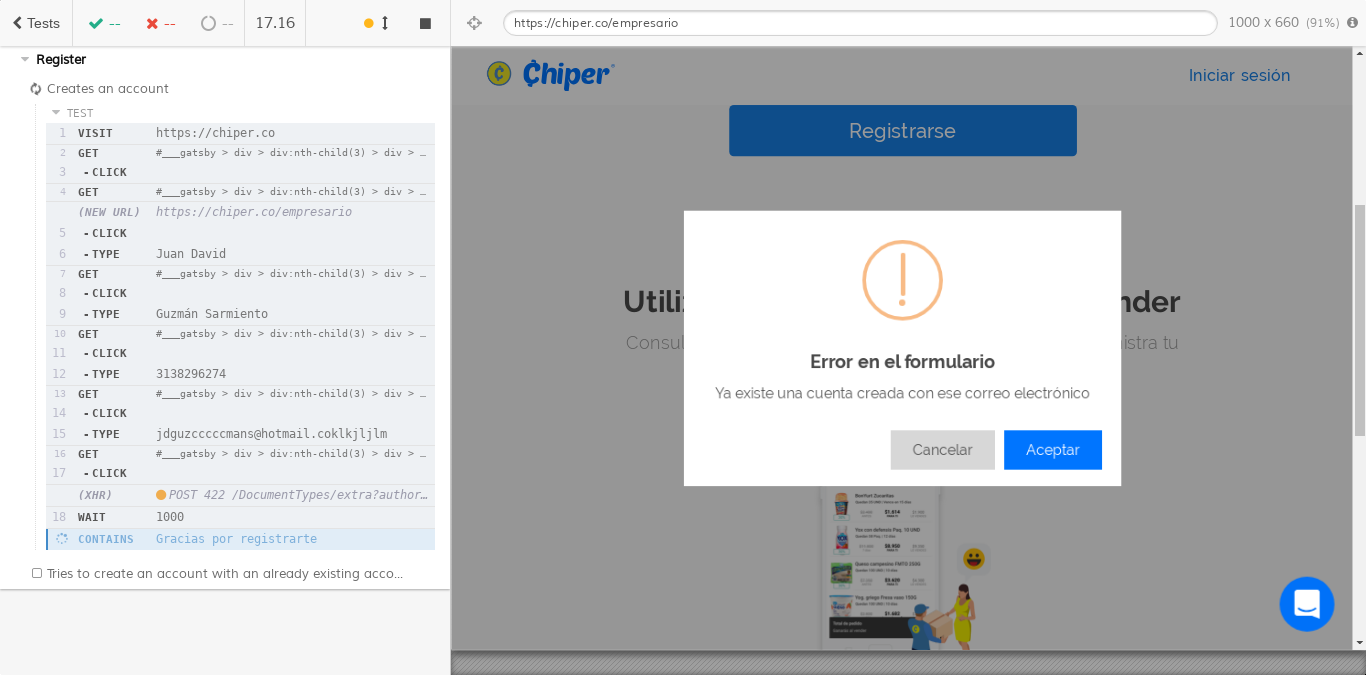 Tests
--
--
--
17.16
https://chiper.co/empresario
1000 x 660 (91%)
Register
Creates an account
TEST
1 VISIT https://chiper.co
2 GET #___gatsby > div > div:nth-child(3) > div > …
3 - CLICK
4 GET #___gatsby > div > div:nth-child(3) > div > …
(NEW URL) https://chiper.co/empresario
5 - CLICK
6 - TYPE Juan David
7 GET #___gatsby > div > div:nth-child(3) > div > …
8 - CLICK
9 - TYPE Guzmán Sarmiento
10 GET #___gatsby > div > div:nth-child(3) > div > …
11 - CLICK
12 - TYPE 3138296274
13 GET #___gatsby > div > div:nth-child(3) > div > …
14 - CLICK
15 - TYPE jdguzcccccmans@hotmail.coklkjljlm
16 GET #___gatsby > div > div:nth-child(3) > div > …
17 - CLICK
(XHR) POST 422 /DocumentTypes/extra?author…
18 WAIT 1000
CONTAINS Gracias por registrarte
Tries to create an account with an already existing acco...
Chiper
Iniciar sesión
Registrarse
Utiliz
nder
Consul
istra tu
Error en el formulario
Ya existe una cuenta creada con ese correo electrónico
Cancelar
Aceptar